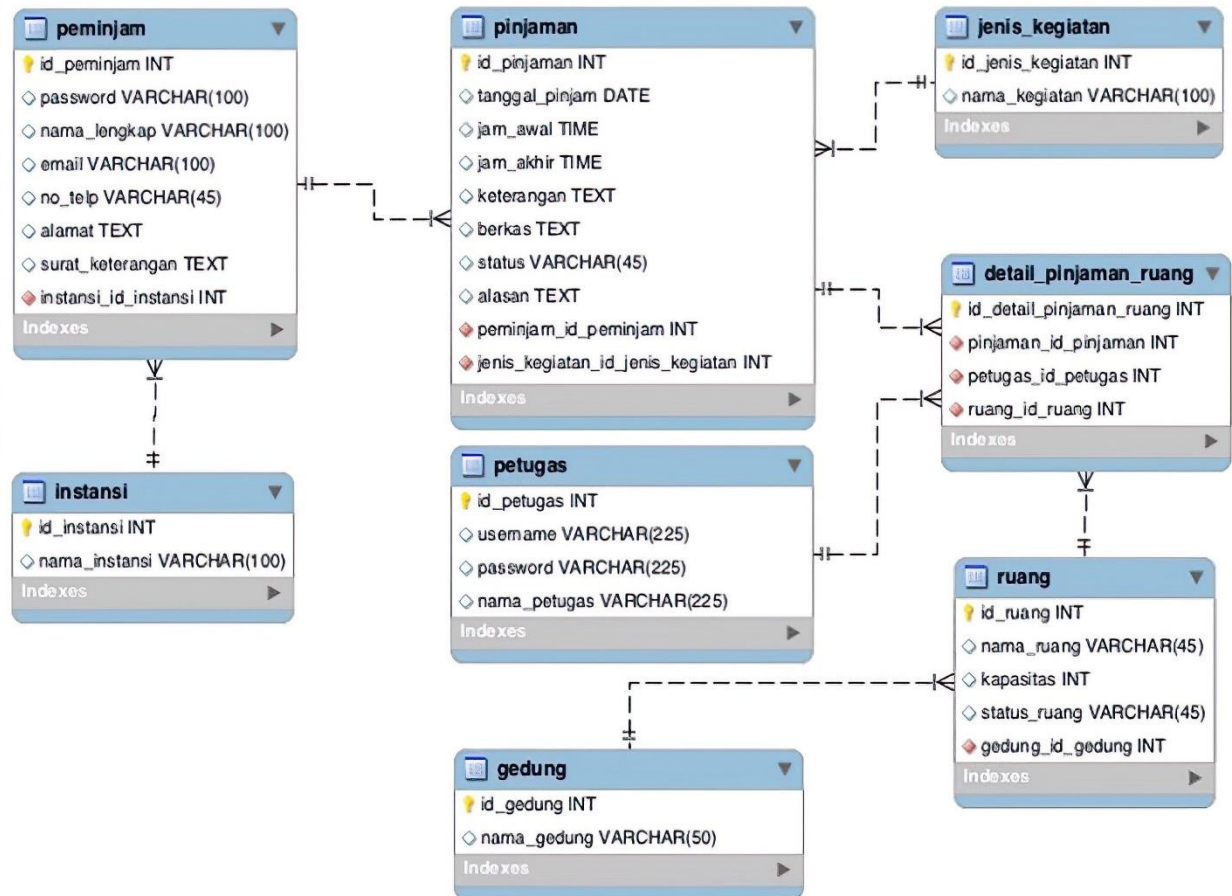 peminjam
id_peminjam INT
password VARCHAR(100)
nama_lengkap VARCHAR(100)
email VARCHAR(100)
no_telp VARCHAR(45)
alamat TEXT
surat_keterangan TEXT
instansi_id_instansi INT
Indexes
pinjaman
id_pinjaman INT
tanggal_pinjam DATE
jam_awal TIME
jam_akhir TIME
keterangan TEXT
berkas TEXT
status VARCHAR(45)
alasan TEXT
peminjam_id_peminjam INT
jenis_kegiatan_id_jenis_kegiatan INT
Indexes
jenis_kegiatan
id_jenis_kegiatan INT
nama_kegiatan VARCHAR(100)
Indexes
detail_pinjaman_ruang
id_detail_pinjaman_ruang INT
pinjaman_id_pinjaman INT
petugas_id_petugas INT
ruang_id_ruang INT
Indexes
instansi
id_instansi INT
nama_instansi VARCHAR(100)
Indexes
petugas
id_petugas INT
username VARCHAR(225)
password VARCHAR(225)
nama_petugas VARCHAR(225)
Indexes
ruang
id_ruang INT
nama_ruang VARCHAR(45)
kapasitas INT
status_ruang VARCHAR(45)
gedung_id_gedung INT
Indexes
gedung
id_gedung INT
nama_gedung VARCHAR(50)
Indexes